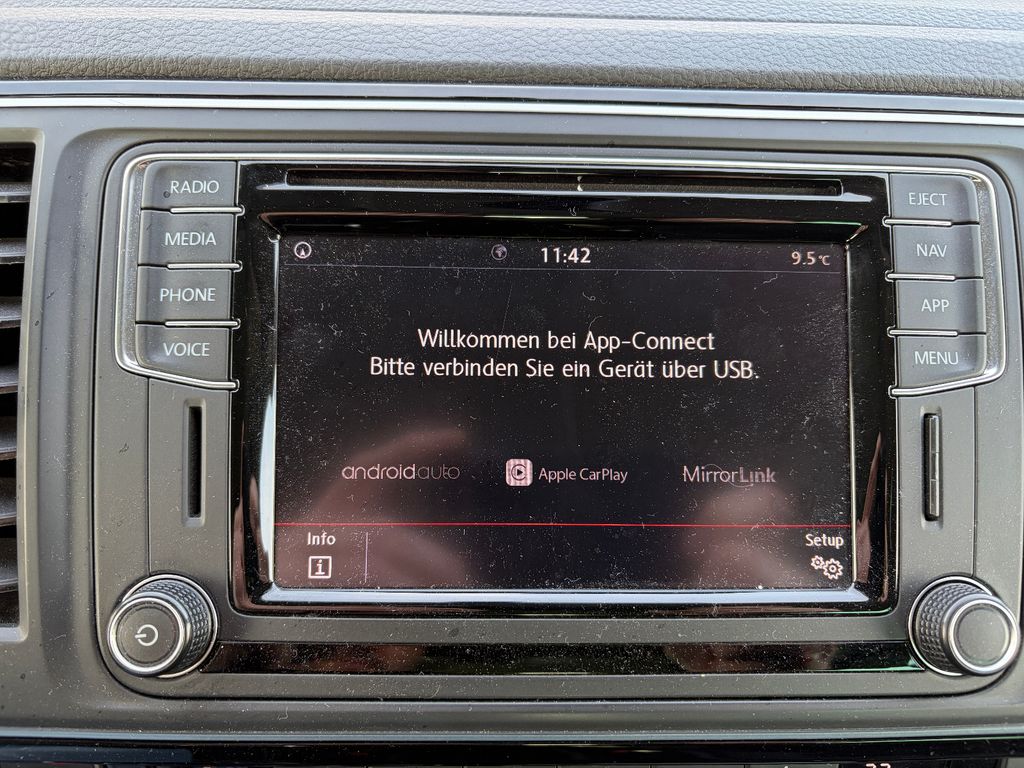 RADIO
MEDIA
PHONE
VOICE
EJECT
NAV
APP
MENU
11:42
9.5°C
Willkommen bei App-Connect
Bitte verbinden Sie ein Gerät über USB.
androidauto
Apple CarPlay
MirrorLink
Info
Setup
i